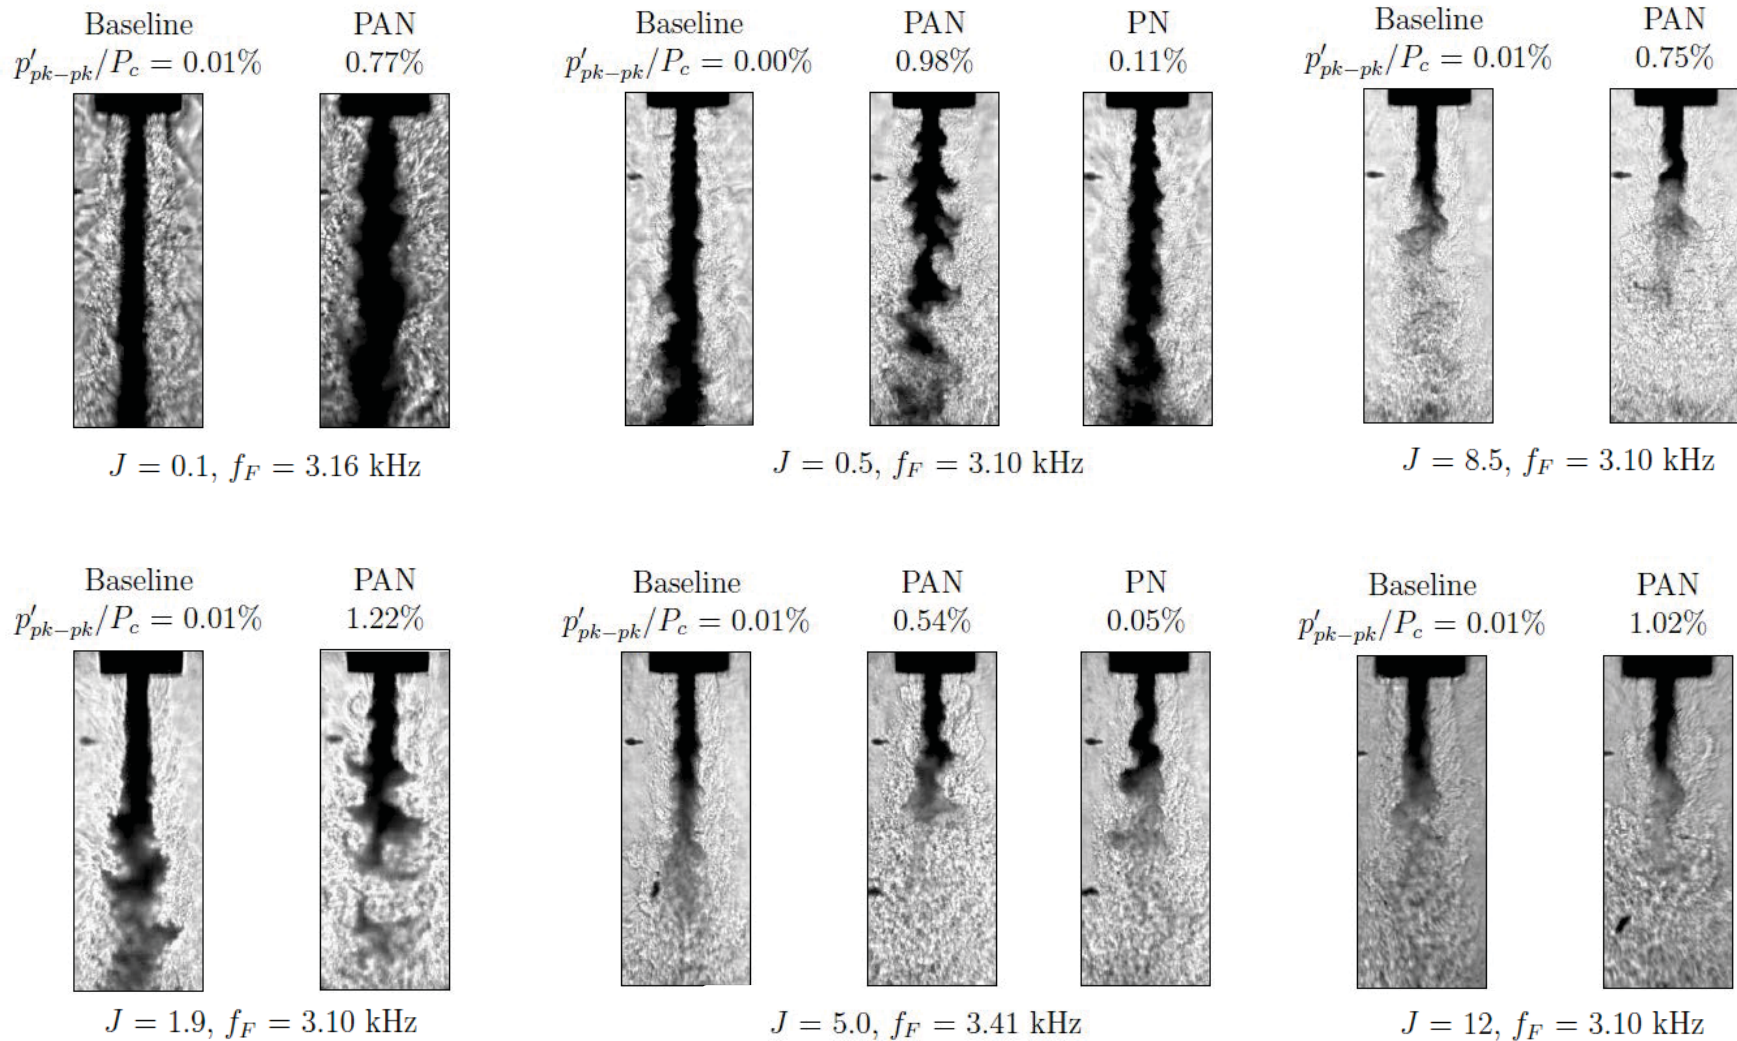 Baseline PAN
p′pk−pk/Pc = 0.01% 0.77%
J = 0.1, fF = 3.16 kHz
Baseline PAN PN
p′pk−pk/Pc = 0.00% 0.98% 0.11%
J = 0.5, fF = 3.10 kHz
Baseline PAN
p′pk−pk/Pc = 0.01% 0.75%
J = 8.5, fF = 3.10 kHz
Baseline PAN
p′pk−pk/Pc = 0.01% 1.22%
J = 1.9, fF = 3.10 kHz
Baseline PAN PN
p′pk−pk/Pc = 0.01% 0.54% 0.05%
J = 5.0, fF = 3.41 kHz
Baseline PAN
p′pk−pk/Pc = 0.01% 1.02%
J = 12, fF = 3.10 kHz